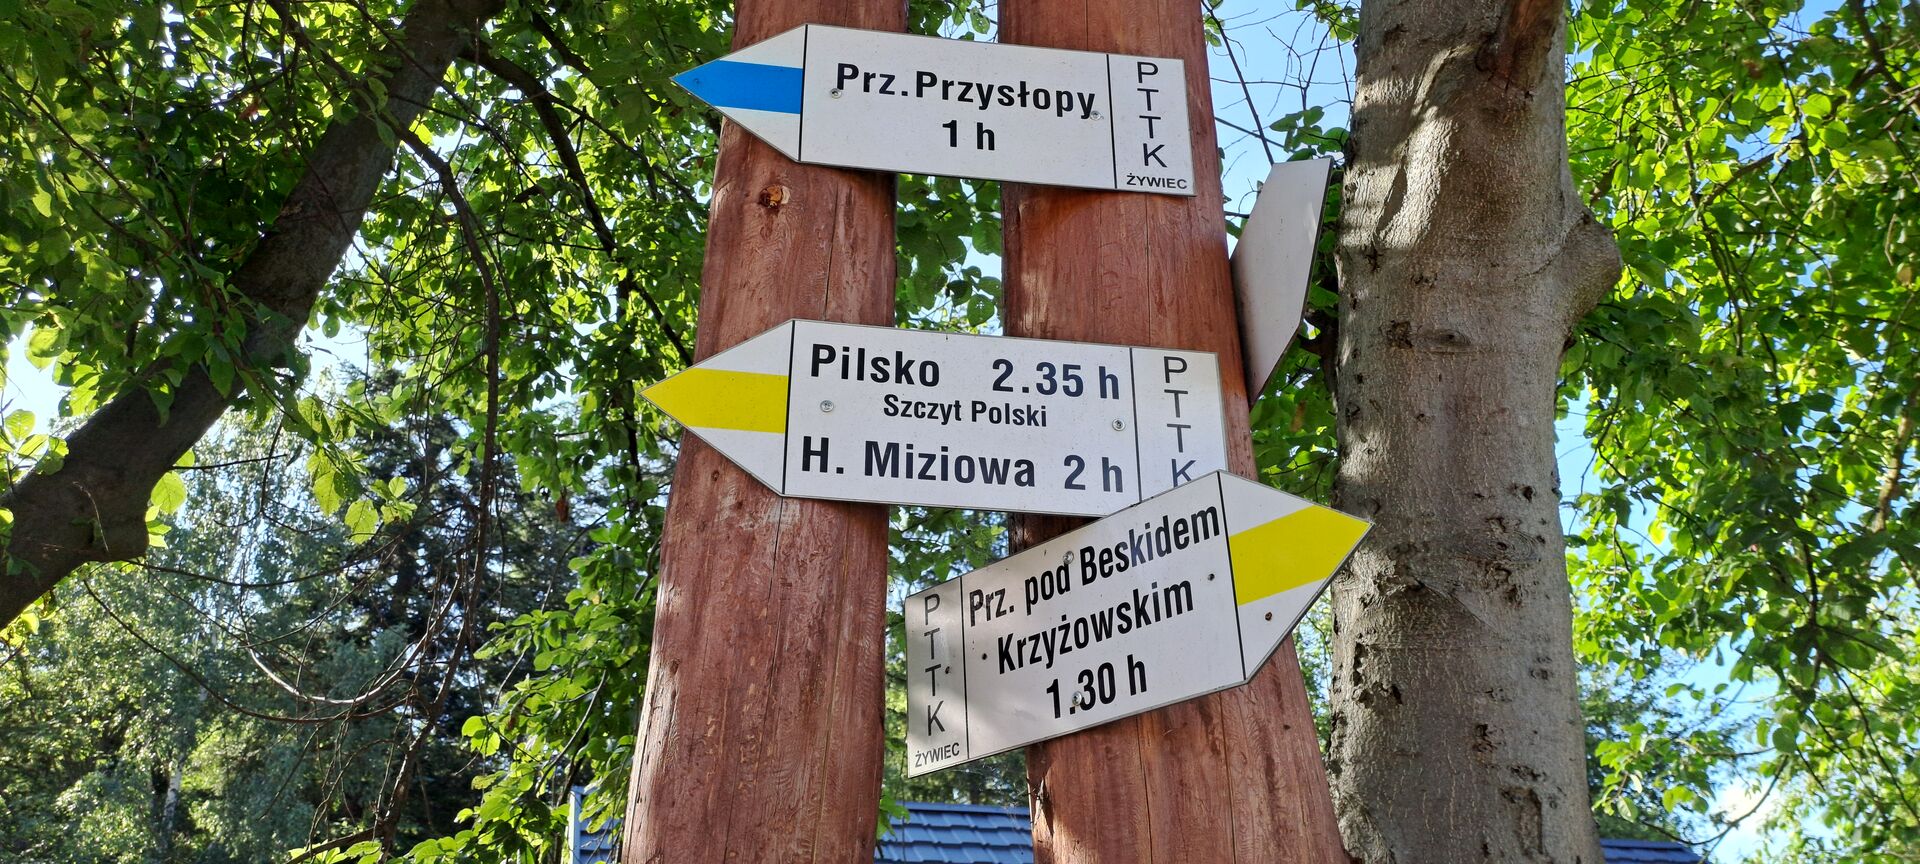 Prz. Przysłopy
1 h
PTTK
ŻYWIEC
Pilsko 2.35 h
Szczyt Polski
H. Miziowa 2 h
PTTK
Prz. pod Beskidem
Krzyżowskim
1.30 h
PTTK
ŻYWIEC